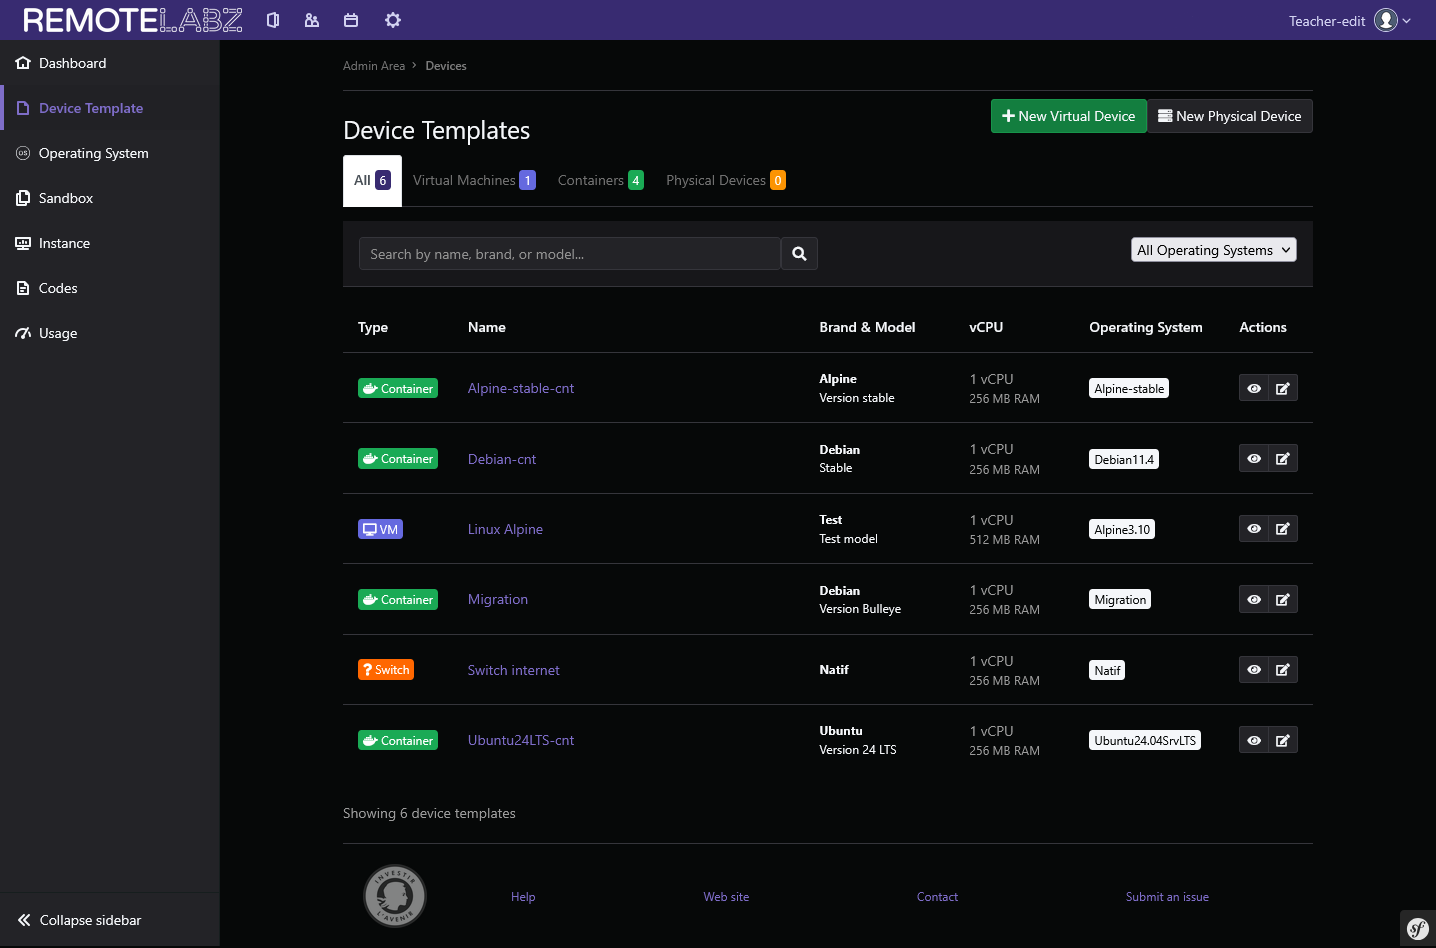 REMOTELABZ
Teacher-edit
Dashboard
Device Template
Operating System
Sandbox
Instance
Codes
Usage
Collapse sidebar
Admin Area > Devices
Device Templates
New Virtual Device
New Physical Device
All 6
Virtual Machines 1
Containers 4
Physical Devices 0
Search by name, brand, or model...
All Operating Systems
Type Name Brand & Model vCPU Operating System Actions
Container Alpine-stable-cnt Alpine 1 vCPU Alpine-stable
Version stable 256 MB RAM
Container Debian-cnt Debian 1 vCPU Debian11.4
Stable 256 MB RAM
VM Linux Alpine Test 1 vCPU Alpine3.10
Test model 512 MB RAM
Container Migration Debian 1 vCPU Migration
Version Bulleye 256 MB RAM
? Switch Switch internet Natif 1 vCPU Natif
256 MB RAM
Container Ubuntu24LTS-cnt Ubuntu 1 vCPU Ubuntu24.04SrvLTS
Version 24 LTS 256 MB RAM
Showing 6 device templates
INVESTIR
L'AVENIR
Help
Web site
Contact
Submit an issue
sf